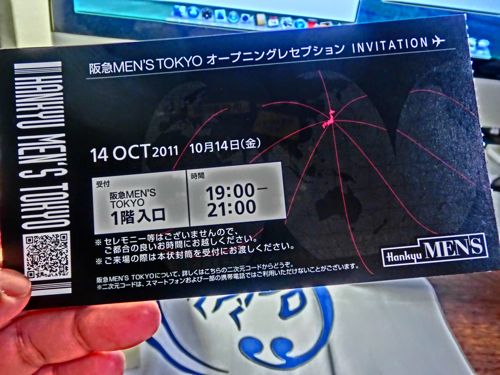 阪急MEN'S TOKYO オープニングレセプション INVITATION
HANKYU MEN'S TOKYO
14 OCT 2011 10月14日(金)
受付
阪急MEN'S
TOKYO
1階入口
時間
19:00-
21:00
※セレモニー等はございませんので、
ご都合の良いお時間にお越しください。
※ご来場の際は本状封筒を受付にお渡しください。
Hankyu MEN'S
阪急MEN'S TOKYOについて、詳しくはこちらの二次元コードからどうぞ。
※二次元コードは、スマートフォンおよび一部の携帯電話ではご利用いただけないことがございます。